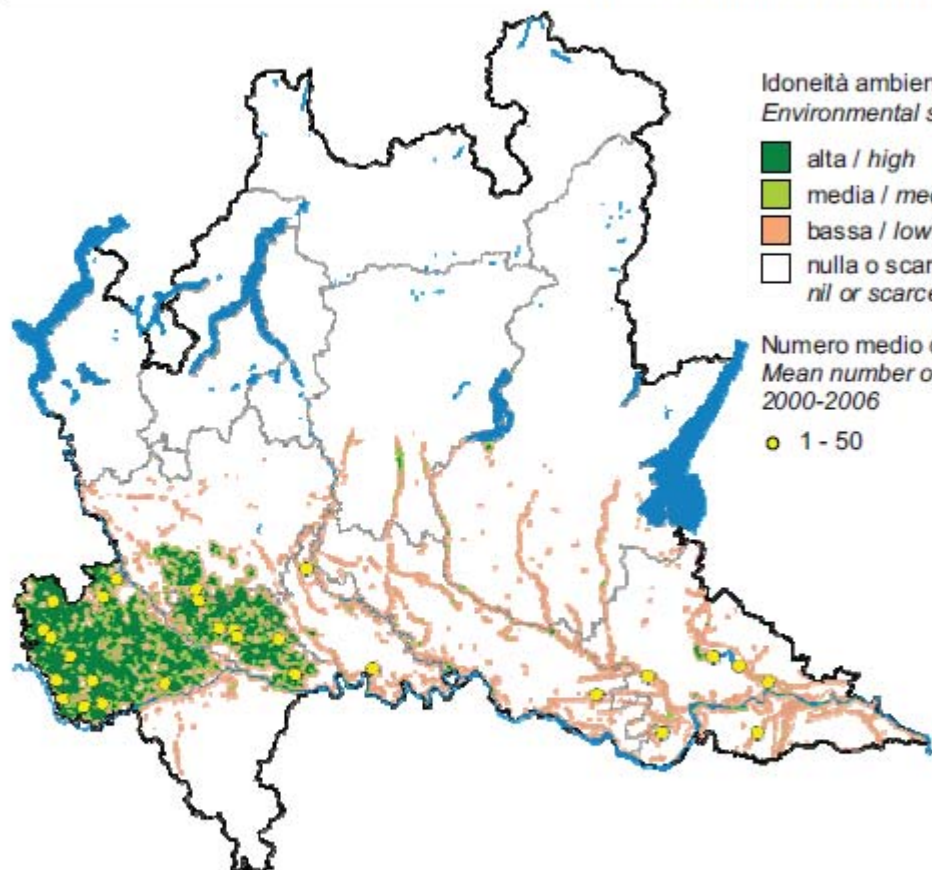 Idoneità ambien
Environmental s
alta / high
media / med
bassa / low
nulla o scar
nil or scarce
Numero medio d
Mean number o
2000-2006
1 - 50